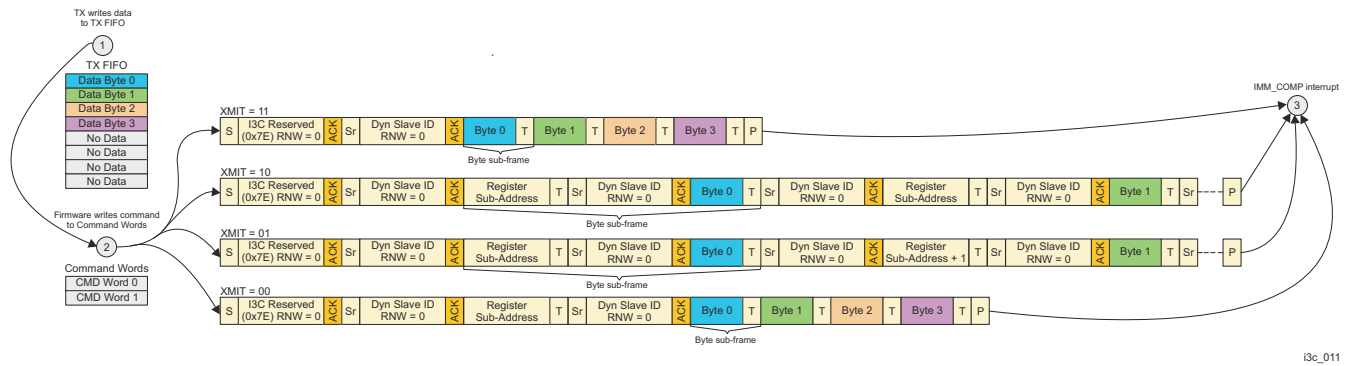 TX writes data
to TX FIFO
1
TX FIFO
Data Byte 0
Data Byte 1
Data Byte 2
Data Byte 3
No Data
No Data
No Data
No Data
Firmware writes command
to Command Words
2
Command Words
CMD Word 0
CMD Word 1
XMIT = 11
S I3C Reserved (0x7E) RNW = 0 ACK Sr Dyn Slave ID RNW = 0 ACK Byte 0 T Byte 1 T Byte 2 T Byte 3 T P
Byte sub-frame
XMIT = 10
S I3C Reserved (0x7E) RNW = 0 ACK Sr Dyn Slave ID RNW = 0 ACK Register Sub-Address T Sr Dyn Slave ID RNW = 0 ACK Byte 0 T Sr Dyn Slave ID RNW = 0 ACK Register Sub-Address T Sr Dyn Slave ID RNW = 0 ACK Byte 1 T Sr P
Byte sub-frame
XMIT = 01
S I3C Reserved (0x7E) RNW = 0 ACK Sr Dyn Slave ID RNW = 0 ACK Register Sub-Address T Sr Dyn Slave ID RNW = 0 ACK Byte 0 T Sr Dyn Slave ID RNW = 0 ACK Register Sub-Address + 1 T Sr Dyn Slave ID RNW = 0 ACK Byte 1 T Sr P
Byte sub-frame
XMIT = 00
S I3C Reserved (0x7E) RNW = 0 ACK Sr Dyn Slave ID RNW = 0 ACK Register Sub-Address T Sr Dyn Slave ID RNW = 0 ACK Byte 0 T Byte 1 T Byte 2 T Byte 3 T P
Byte sub-frame
IMM_COMP interrupt
3
i3c_011